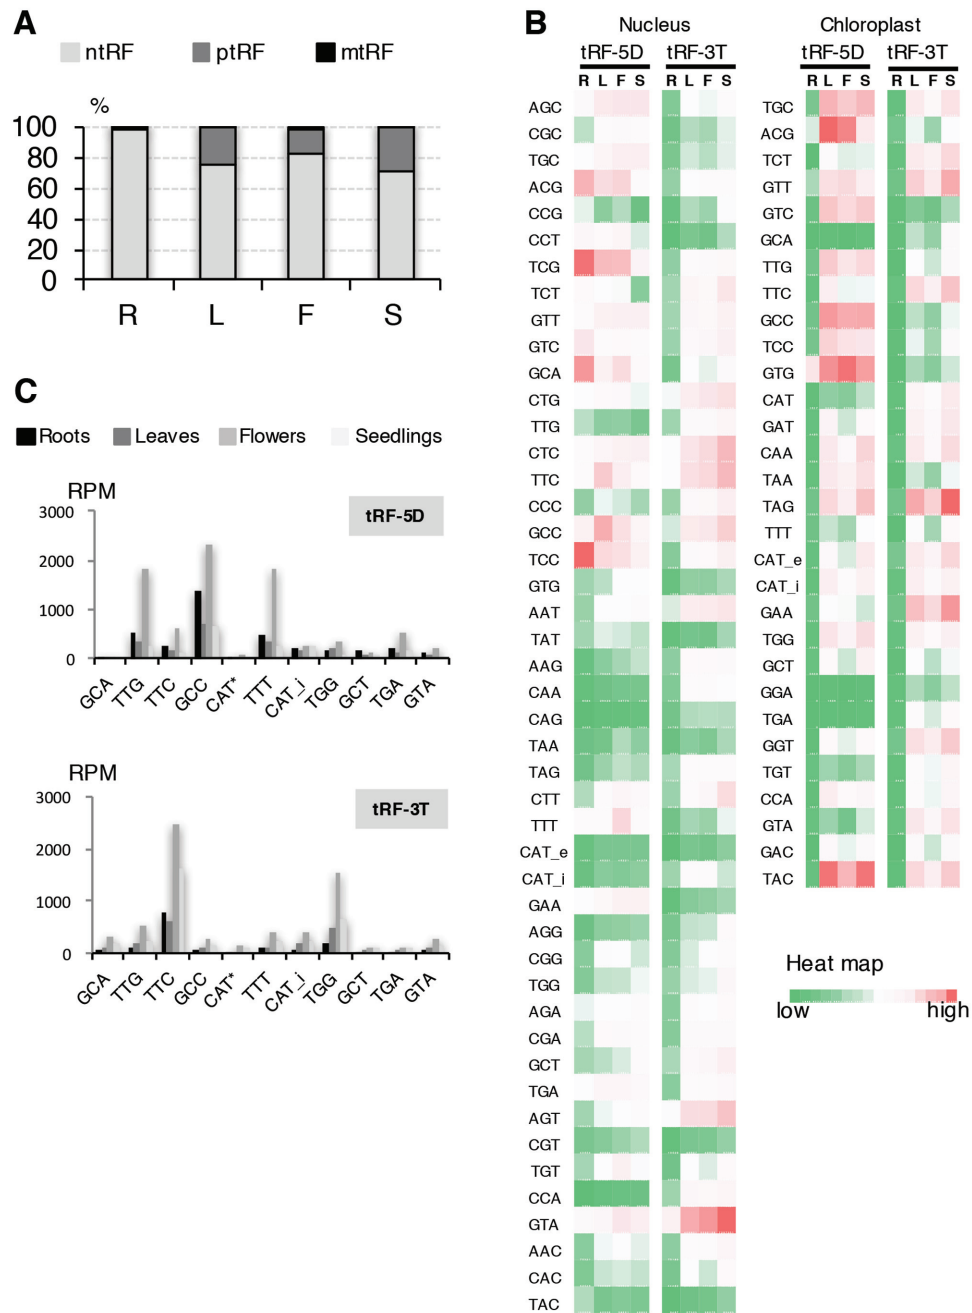 A
ntRF ptRF mtRF
%
100
80
60
40
20
0
R L F S
B
Nucleus Chloroplast
tRF-5D tRF-3T tRF-5D tRF-3T
R L F S R L F S R L F S R L F S
AGC TGC
CGC ACG
TGC TCT
ACG GTT
CCG GTC
CCT GCA
TCG TTG
TCT TTC
GTT GCC
GTC TCC
GCA GTG
CTG CAT
TTG GAT
CTC CAA
TTC TAA
CCC TAG
GCC TTT
TCC CAT_e
GTG CAT_i
AAT GAA
TAT TGG
AAG GCT
CAA GGA
CAG TGA
TAA GGT
TAG TGT
CTT CCA
TTT GTA
CAT_e GAC
CAT_i TAC
GAA
AGG
CGG
TGG
AGA
CGA
GCT
TGA
AGT
CGT
TGT
CCA
GTA
AAC
CAC
TAC
Heat map
low high
C
Roots Leaves Flowers Seedlings
RPM
tRF-5D
3000
2000
1000
0
GCA TTG TTC GCC CAT* TTT CAT_i TGG GCT TGA GTA
RPM
tRF-3T
3000
2000
1000
0
GCA TTG TTC GCC CAT* TTT CAT_i TGG GCT TGA GTA